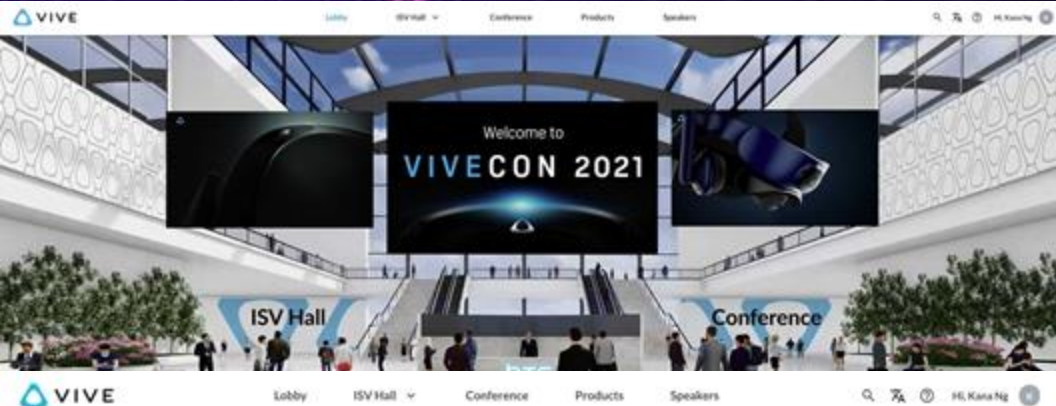 VIVE
Lobby ISV Hall Conference Products Speakers
Hi, Kana Ng
Welcome to
VIVECON 2021
ISV Hall
Conference
VIVE
Lobby ISV Hall Conference Products Speakers
Hi, Kana Ng